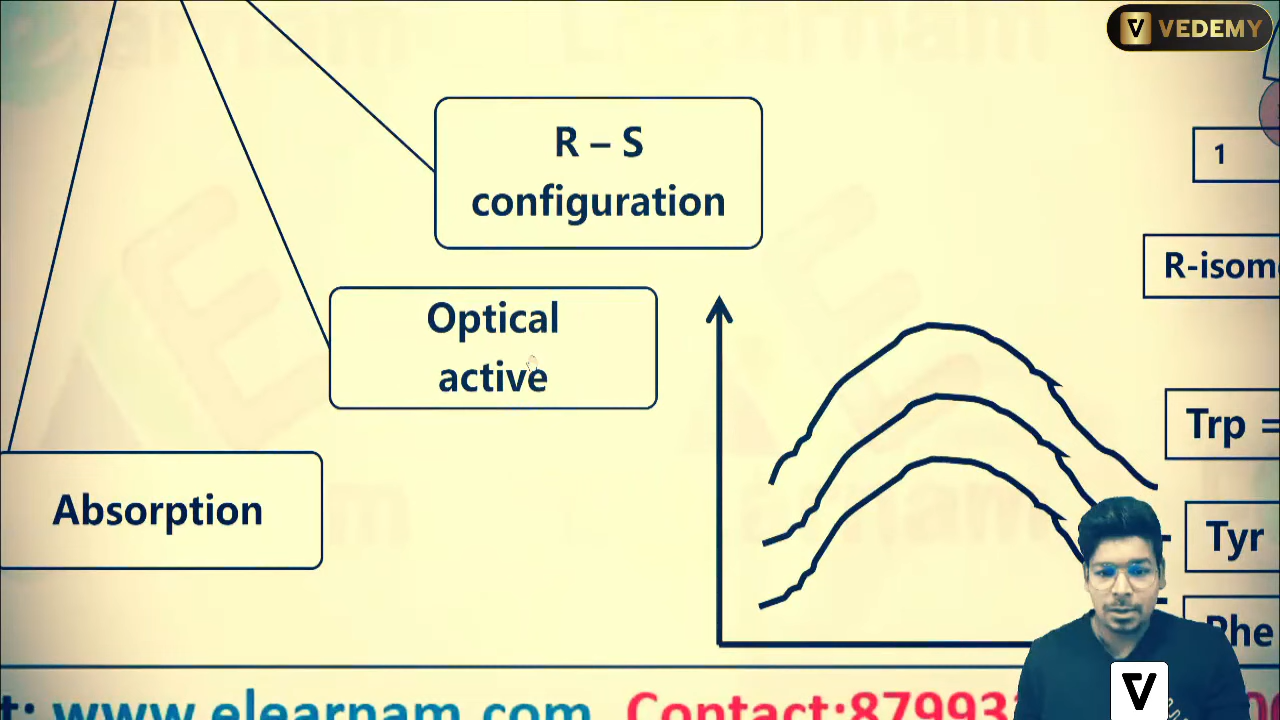 VEDEMY
R – S
configuration
1
R-isom
Optical
active
Trp =
Absorption
Tyr
Phe
www.elearnam.com
Contact:87993